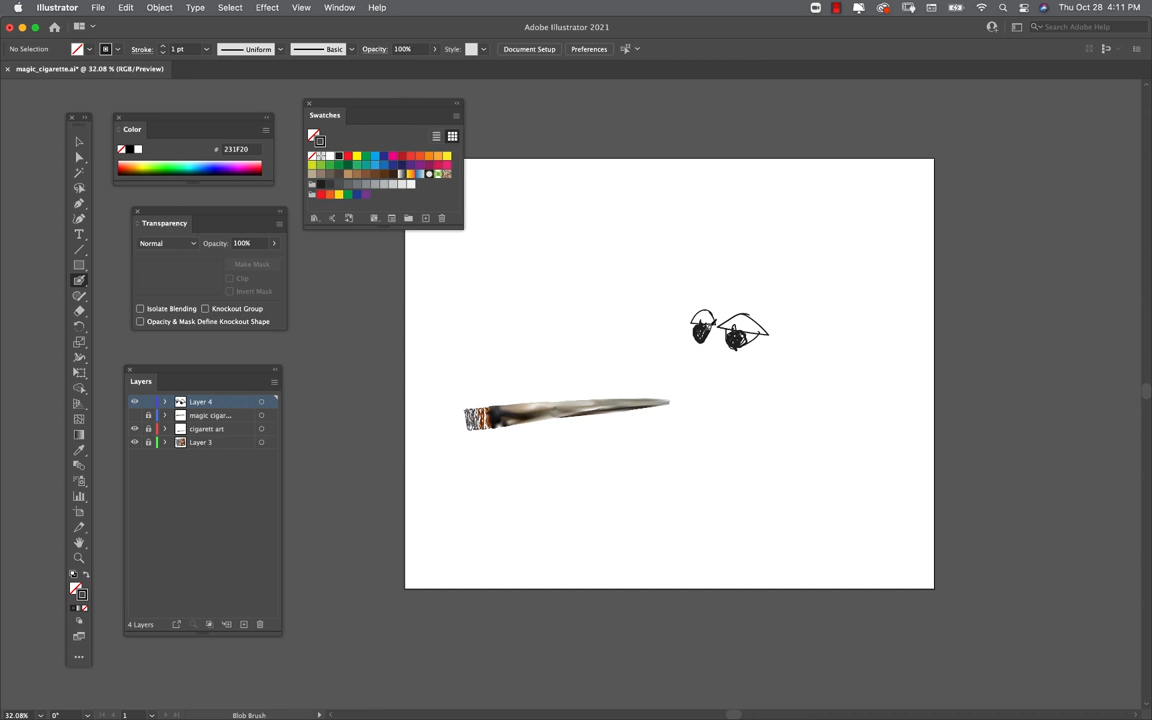 Illustrator File Edit Object Type Select Effect View Window Help Thu Oct 28 4:11 PM
Adobe Illustrator 2021 Search Adobe Help
No Selection Stroke: 1 pt Uniform Basic Opacity: 100% Style: Document Setup Preferences
× magic_cigarette.ai* @ 32.08 % (RGB/Preview)
Color
# 231F20
Swatches
Transparency
Normal Opacity: 100%
Make Mask
Clip
Invert Mask
Isolate Blending Knockout Group
Opacity & Mask Define Knockout Shape
Layers
Layer 4
magic cigar...
cigarett art
Layer 3
4 Layers
32.08% 0° 1 Blob Brush